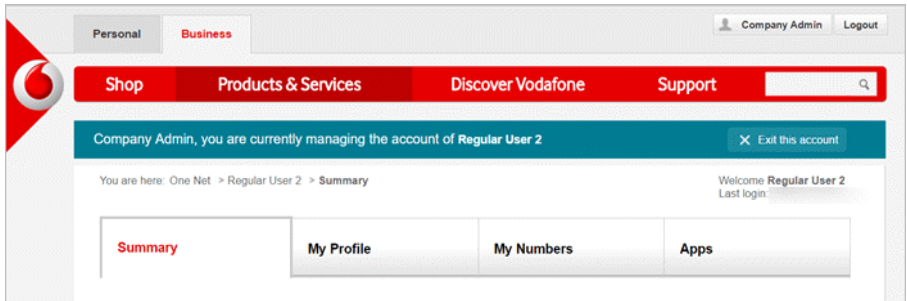 Company Admin Logout
Personal Business
Shop Products & Services Discover Vodafone Support
Company Admin, you are currently managing the account of Regular User 2 X Exit this account
You are here: One Net > Regular User 2 > Summary Welcome Regular User 2
Last login:
Summary My Profile My Numbers Apps